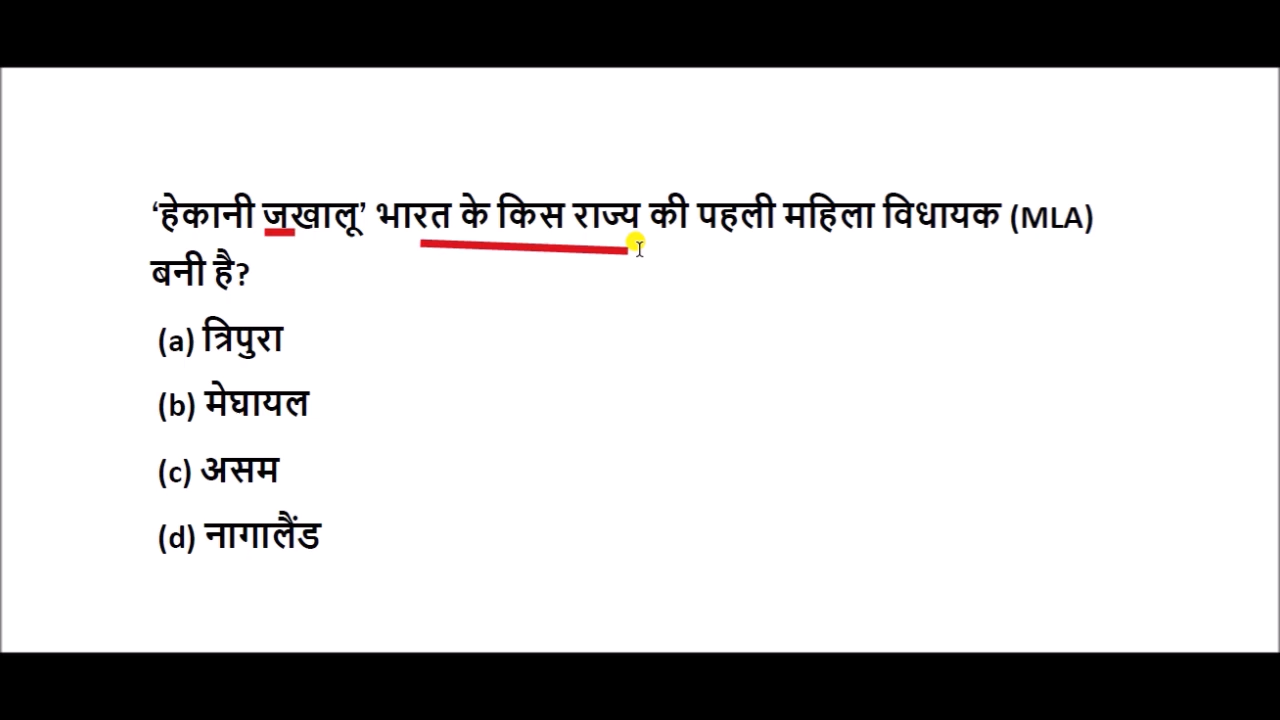 ‘हेकानी जखालू’ भारत के किस राज्य की पहली महिला विधायक (MLA)
बनी है?
(a) त्रिपुरा
(b) मेघायल
(c) असम
(d) नागालैंड